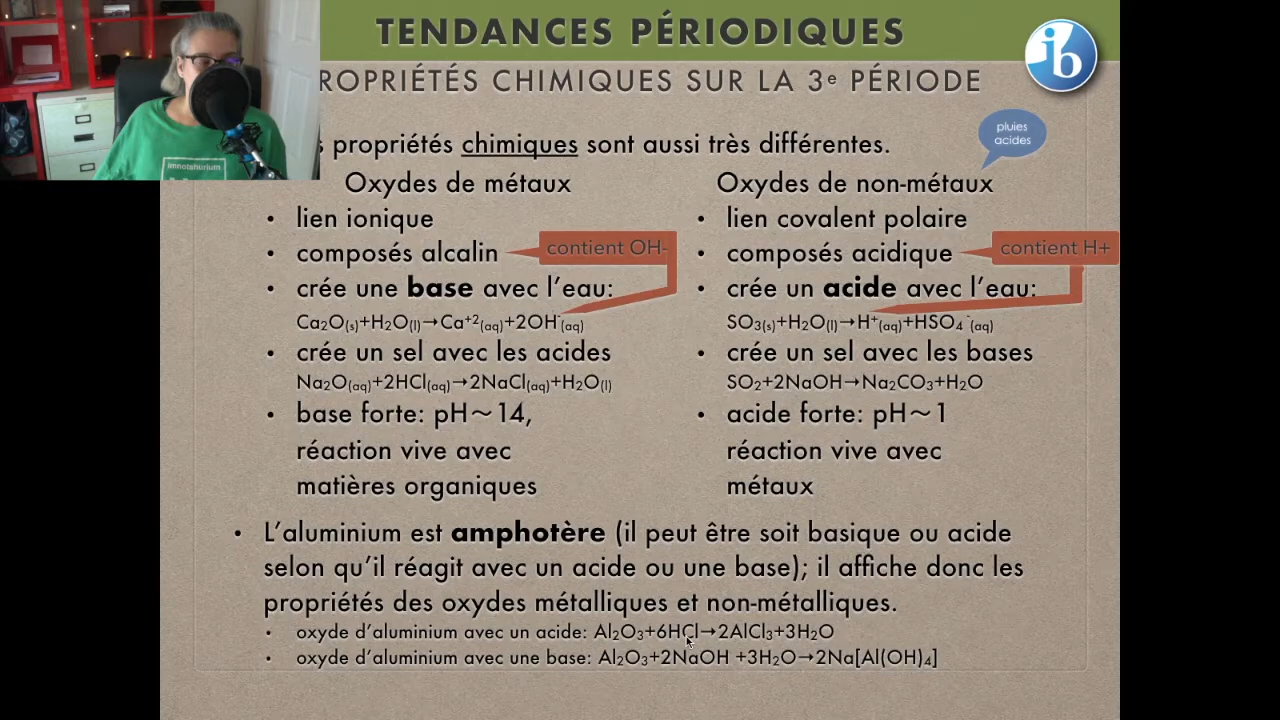 TENDANCES PÉRIODIQUES
ib
ROPRIÉTÉS CHIMIQUES SUR LA 3e PÉRIODE
pluies
acides
s propriétés chimiques sont aussi très différentes.
imnotahurium
Oxydes de métaux
• lien ionique
• composés alcalin
contient OH-
• crée une base avec l'eau:
Ca₂O(s)+H₂O(l)→Ca⁺²(aq)+2OH⁻(aq)
• crée un sel avec les acides
Na₂O(aq)+2HCl(aq)→2NaCl(aq)+H₂O(l)
• base forte: pH~14,
réaction vive avec
matières organiques
Oxydes de non-métaux
• lien covalent polaire
• composés acidique
contient H+
• crée un acide avec l'eau:
SO₃(s)+H₂O(l)→H⁺(aq)+HSO₄⁻(aq)
• crée un sel avec les bases
SO₂+2NaOH→Na₂CO₃+H₂O
• acide forte: pH~1
réaction vive avec
métaux
• L'aluminium est amphotère (il peut être soit basique ou acide
selon qu'il réagit avec un acide ou une base); il affiche donc les
propriétés des oxydes métalliques et non-métalliques.
• oxyde d'aluminium avec un acide: Al₂O₃+6HCl→2AlCl₃+3H₂O
• oxyde d'aluminium avec une base: Al₂O₃+2NaOH +3H₂O→2Na[Al(OH)₄]